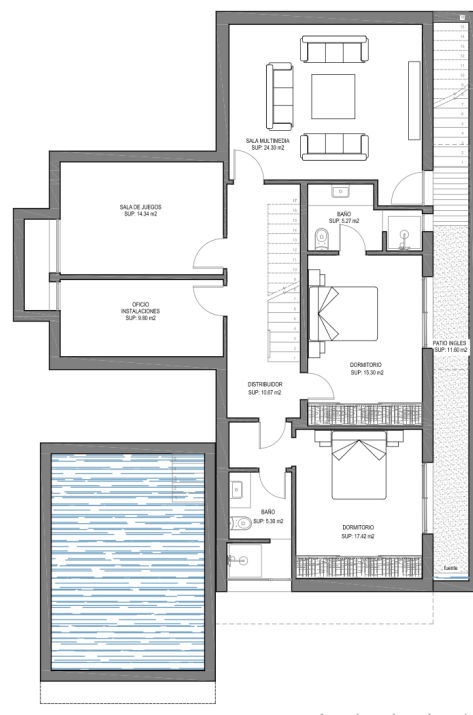 SALA MULTIMEDIA
SUP: 24.30 m2
SALA DE JUEGOS
SUP: 14.34 m2
BAÑO
SUP: 5.27 m2
OFICIO
INSTALACIONES
SUP: 9.80 m2
PATIO INGLES
SUP: 11.60 m2
DORMITORIO
SUP: 15.30 m2
DISTRIBUIDOR
SUP: 10.67 m2
BAÑO
SUP: 5.30 m2
DORMITORIO
SUP: 17.42 m2
fuente